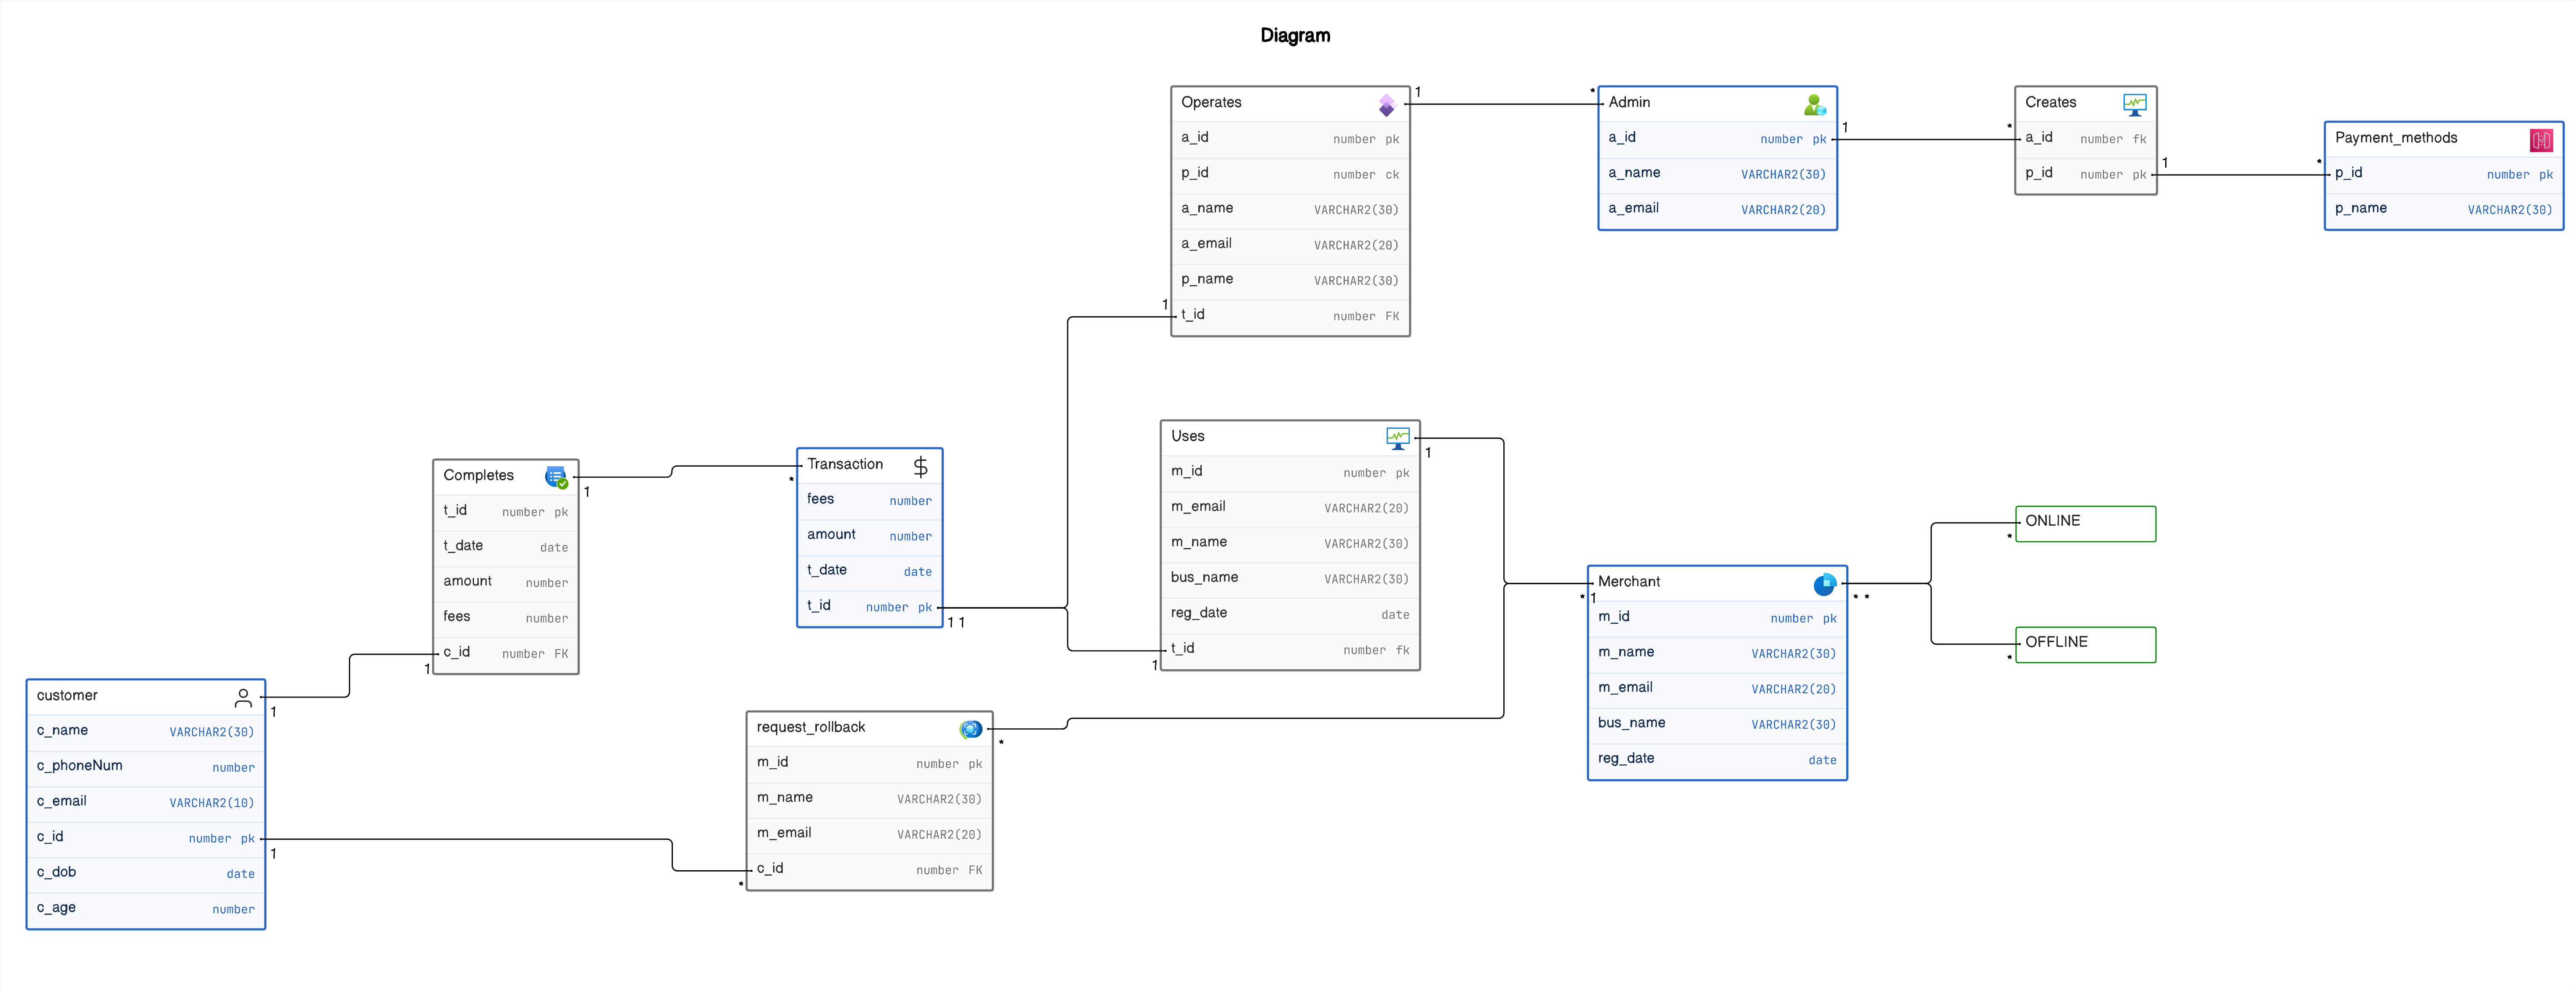 Diagram
Operates
a_id number pk
p_id number ck
a_name VARCHAR2(30)
a_email VARCHAR2(20)
p_name VARCHAR2(30)
t_id number FK
1
1
*
Admin
a_id number pk
a_name VARCHAR2(30)
a_email VARCHAR2(20)
1
*
Creates
a_id number fk
p_id number pk
1
*
Payment_methods
p_id number pk
p_name VARCHAR2(30)
Completes
t_id number pk
t_date date
amount number
fees number
c_id number FK
1
1
*
Transaction
fees number
amount number
t_date date
t_id number pk
1 1
Uses
m_id number pk
m_email VARCHAR2(20)
m_name VARCHAR2(30)
bus_name VARCHAR2(30)
reg_date date
t_id number fk
1
1
* 1
Merchant
m_id number pk
m_name VARCHAR2(30)
m_email VARCHAR2(20)
bus_name VARCHAR2(30)
reg_date date
* *
ONLINE
*
OFFLINE
*
customer
c_name VARCHAR2(30)
c_phoneNum number
c_email VARCHAR2(10)
c_id number pk
c_dob date
c_age number
1
1
request_rollback
m_id number pk
m_name VARCHAR2(30)
m_email VARCHAR2(20)
c_id number FK
*
*